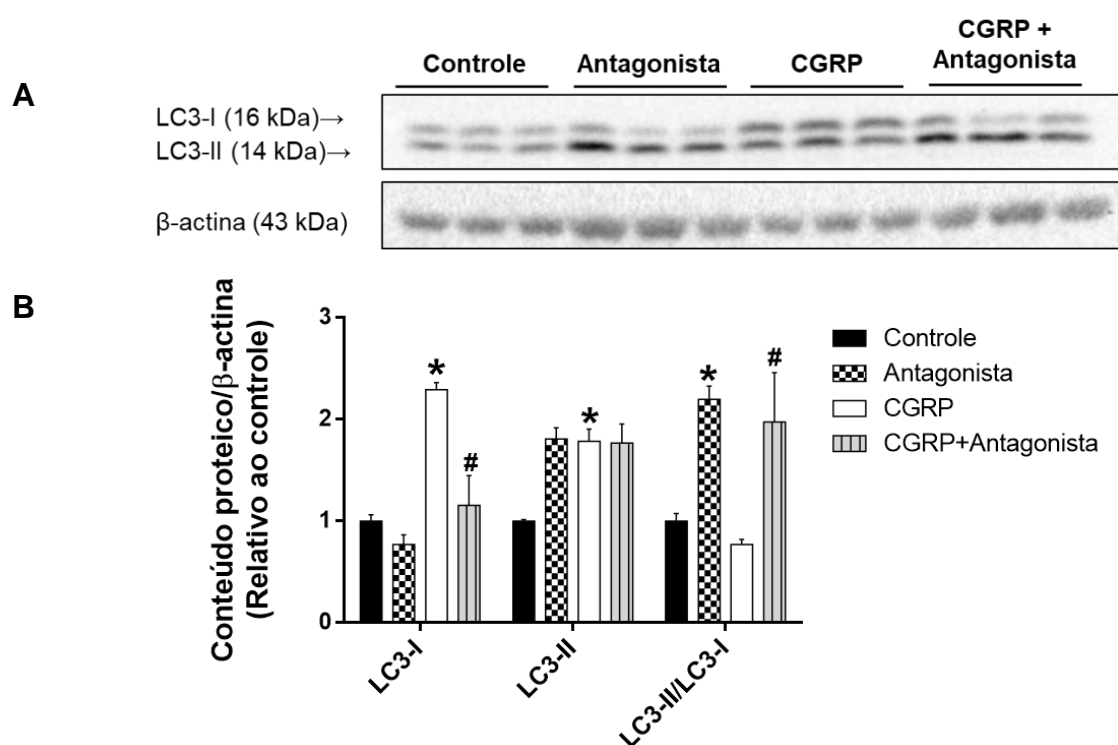 A
Controle
Antagonista
CGRP
CGRP +
Antagonista
LC3-I (16 kDa)→
LC3-II (14 kDa)→
β-actina (43 kDa)
B
Conteúdo proteico/β-actina
(Relativo ao controle)
3
2
1
0
*
#
*
*
#
LC3-I
LC3-II
LC3-II/LC3-I
Controle
Antagonista
CGRP
CGRP+Antagonista